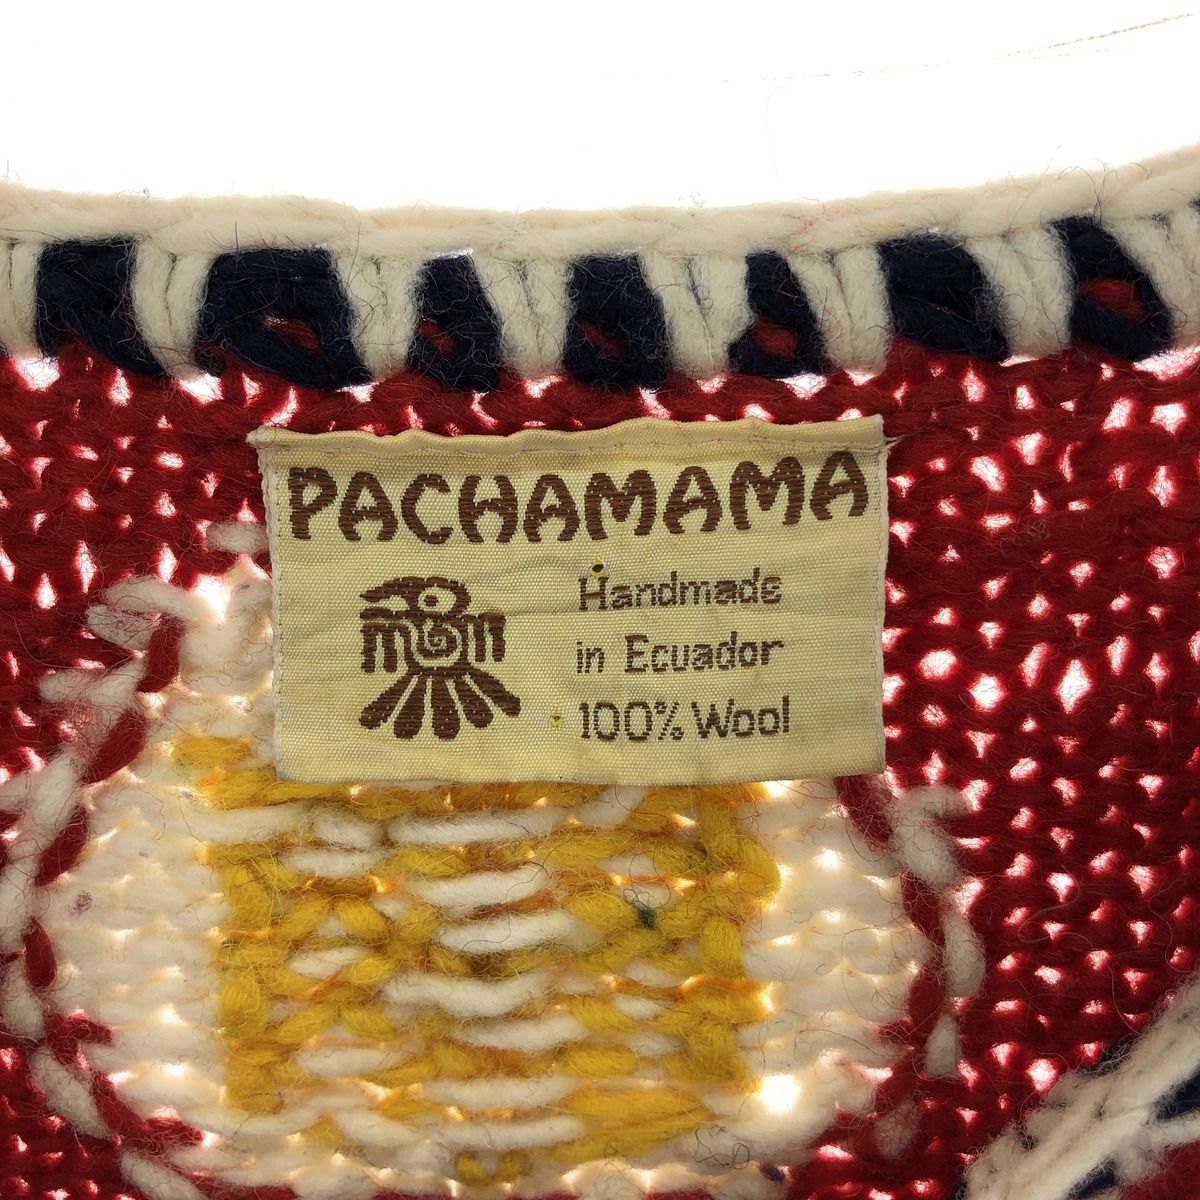 PACHAMAMA
Handmade
in Ecuador
100% Wool